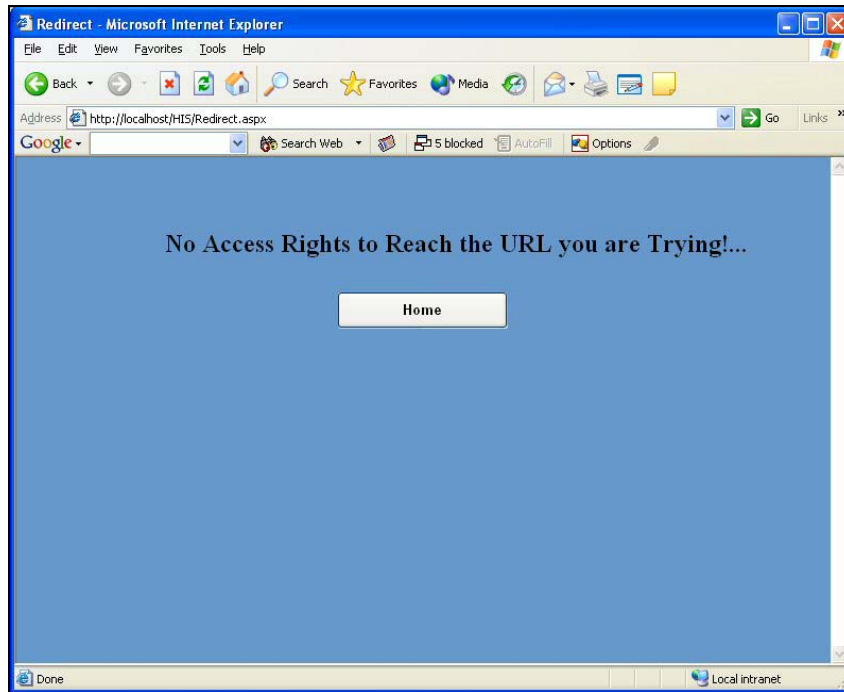 Redirect - Microsoft Internet Explorer
File Edit View Favorites Tools Help
Back Search Favorites Media
Address http://localhost/HIS/Redirect.aspx Go Links »
Google Search Web 5 blocked AutoFill Options
No Access Rights to Reach the URL you are Trying!...
Home
Done Local intranet